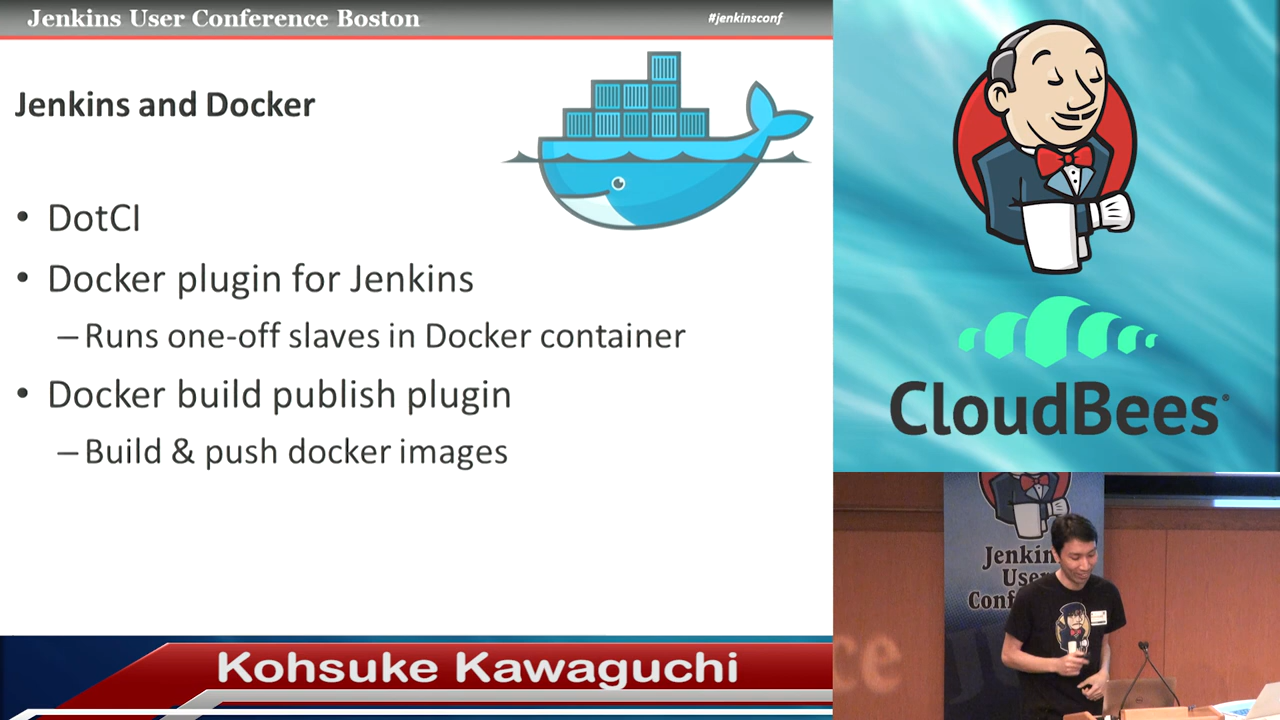 Jenkins User Conference Boston
#jenkinsconf
Jenkins and Docker
• DotCI
• Docker plugin for Jenkins
– Runs one-off slaves in Docker container
• Docker build publish plugin
– Build & push docker images
Kohsuke Kawaguchi
CloudBees®
Jenkins
User